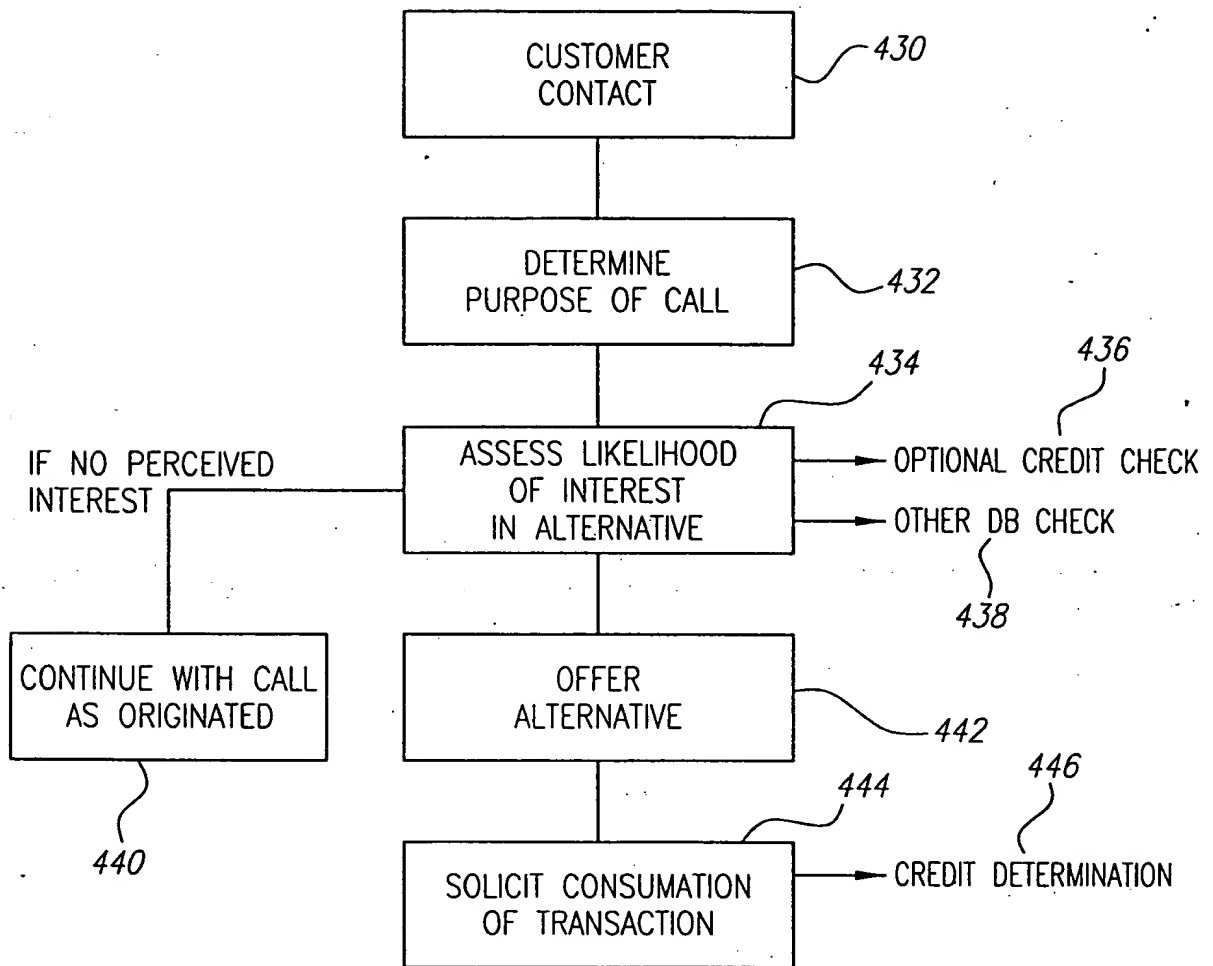 CUSTOMER
CONTACT
430
DETERMINE
PURPOSE OF CALL
432
434
436
IF NO PERCEIVED
INTEREST
ASSESS LIKELIHOOD
OF INTEREST
IN ALTERNATIVE
OPTIONAL CREDIT CHECK
OTHER DB CHECK
438
CONTINUE WITH CALL
AS ORIGINATED
440
OFFER
ALTERNATIVE
442
444
446
SOLICIT CONSUMATION
OF TRANSACTION
CREDIT DETERMINATION